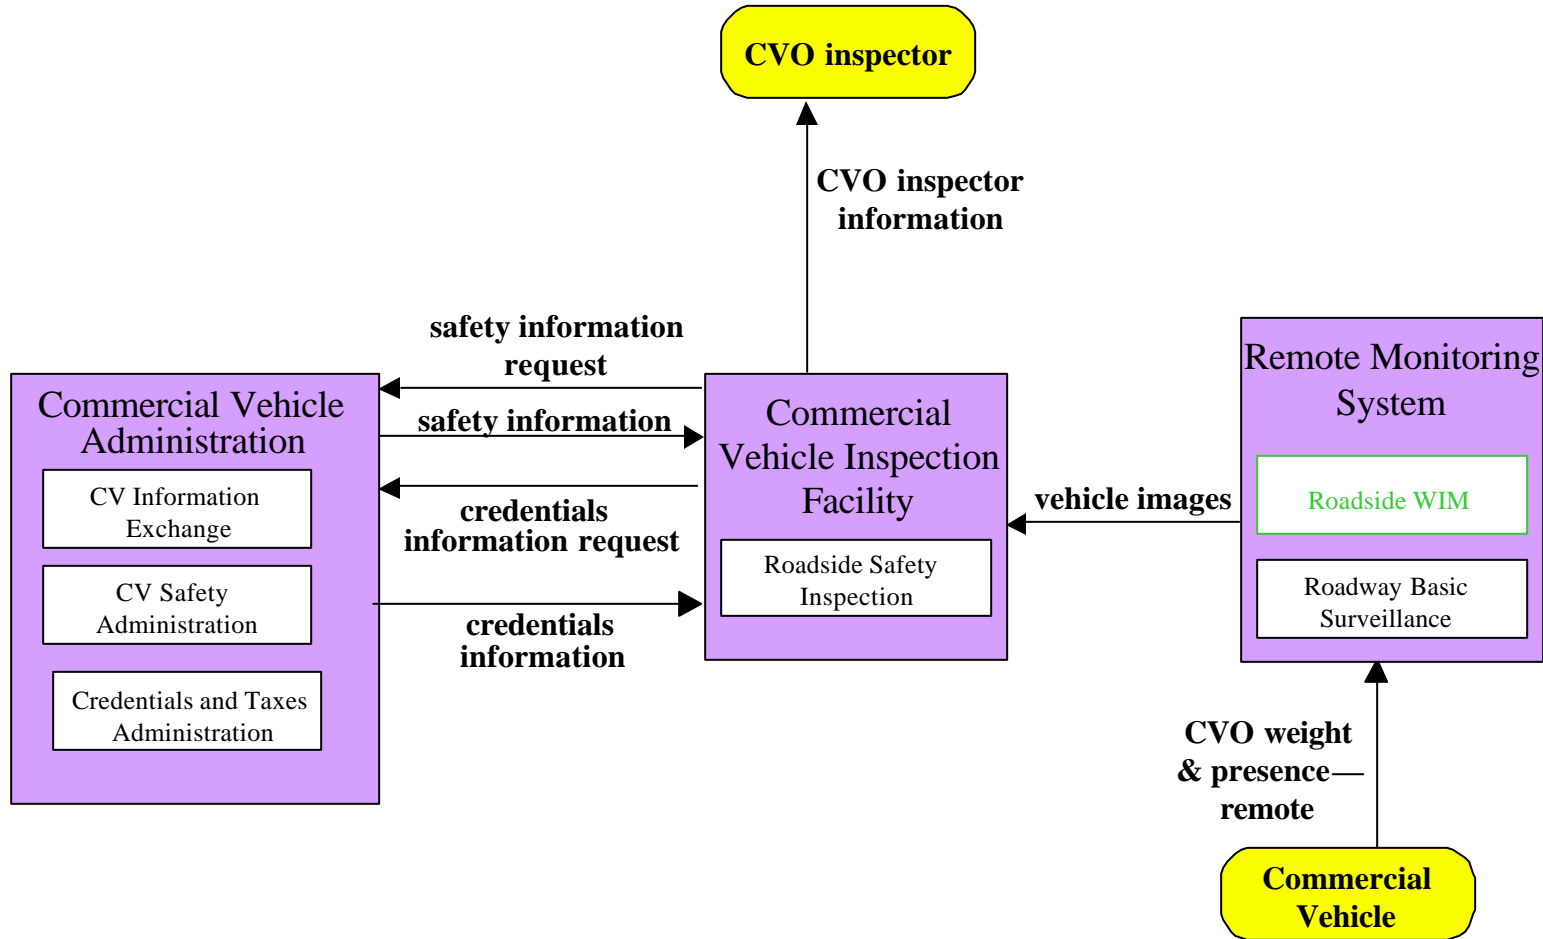 CVO inspector
CVO inspector
information
safety information
request
safety information
credentials
information request
credentials
information
Commercial Vehicle
Administration
CV Information
Exchange
CV Safety
Administration
Credentials and Taxes
Administration
Commercial
Vehicle Inspection
Facility
Roadside Safety
Inspection
vehicle images
Remote Monitoring
System
Roadside WIM
Roadway Basic
Surveillance
CVO weight
& presence—
remote
Commercial
Vehicle